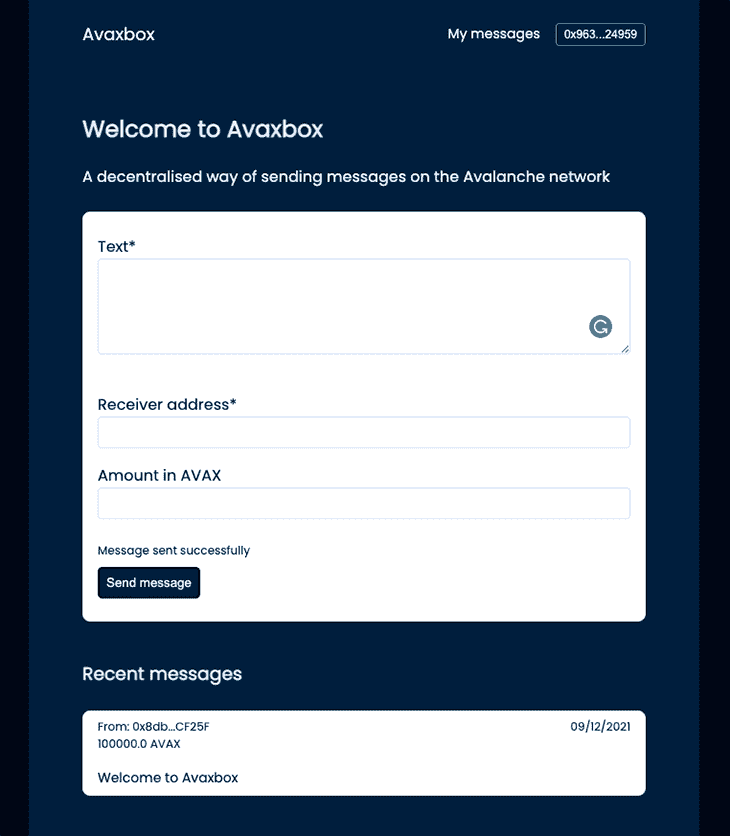 Avaxbox
My messages
0x963...24959
Welcome to Avaxbox
A decentralised way of sending messages on the Avalanche network
Text*
Receiver address*
Amount in AVAX
Message sent successfully
Send message
Recent messages
From: 0x8db...CF25F
09/12/2021
100000.0 AVAX
Welcome to Avaxbox